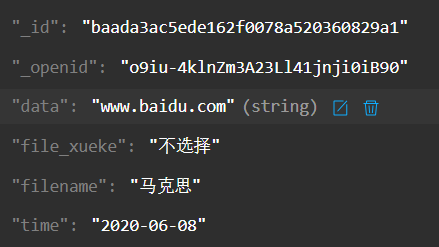 "_id": "baada3ac5ede162f0078a520360829a1"
"_openid": "o9iu-4klnZm3A23Ll41jnji0iB90"
"data": "www.baidu.com" (string)
"file_xueke": "不选择"
"filename": "马克思"
"time": "2020-06-08"